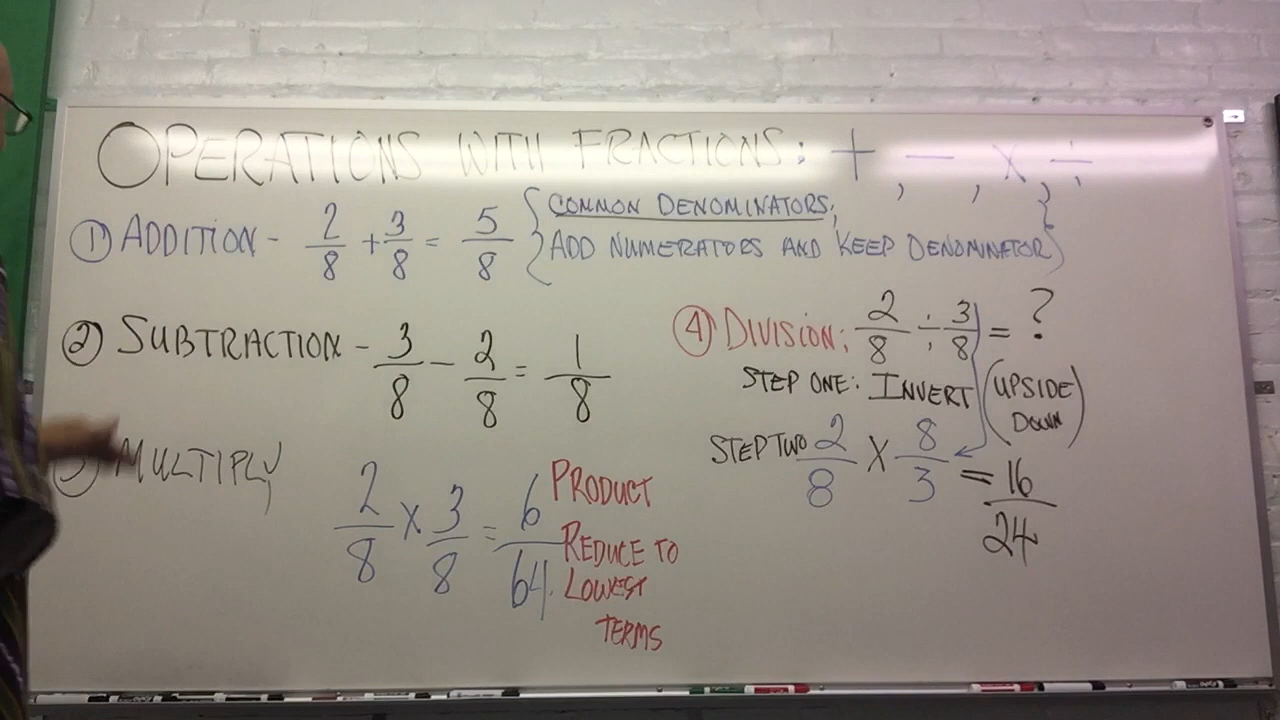 OPERATIONS WITH FRACTIONS: +, −, × ÷
① ADDITION - 2/8 + 3/8 = 5/8 { COMMON DENOMINATORS; }
ADD NUMERATORS AND KEEP DENOMINATOR
② SUBTRACTION - 3/8 − 2/8 = 1/8
③ MULTIPLY
2/8 × 3/8 = 6/64
PRODUCT
REDUCE TO
LOWEST
TERMS
④ DIVISION: 2/8 ÷ 3/8 = ?
STEP ONE: INVERT (UPSIDE
DOWN)
STEP TWO 2/8 × 8/3 = 16/24